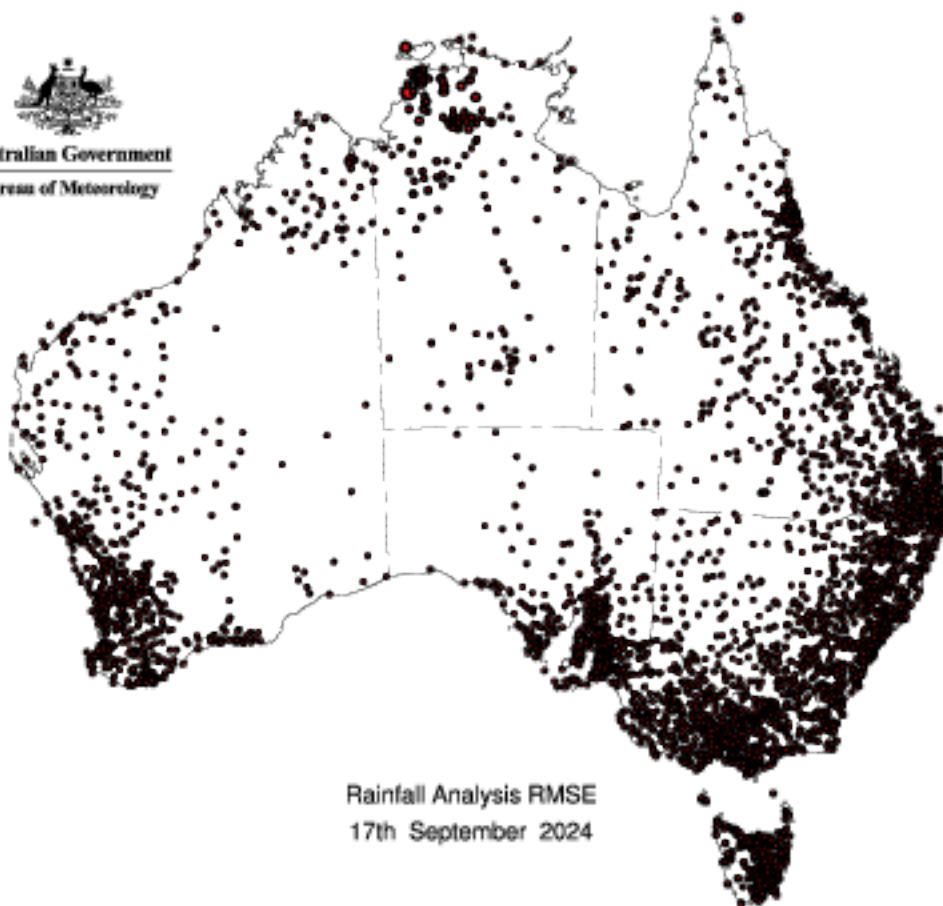 tralian Government
reau of Meteorology
Rainfall Analysis RMSE
17th September 2024